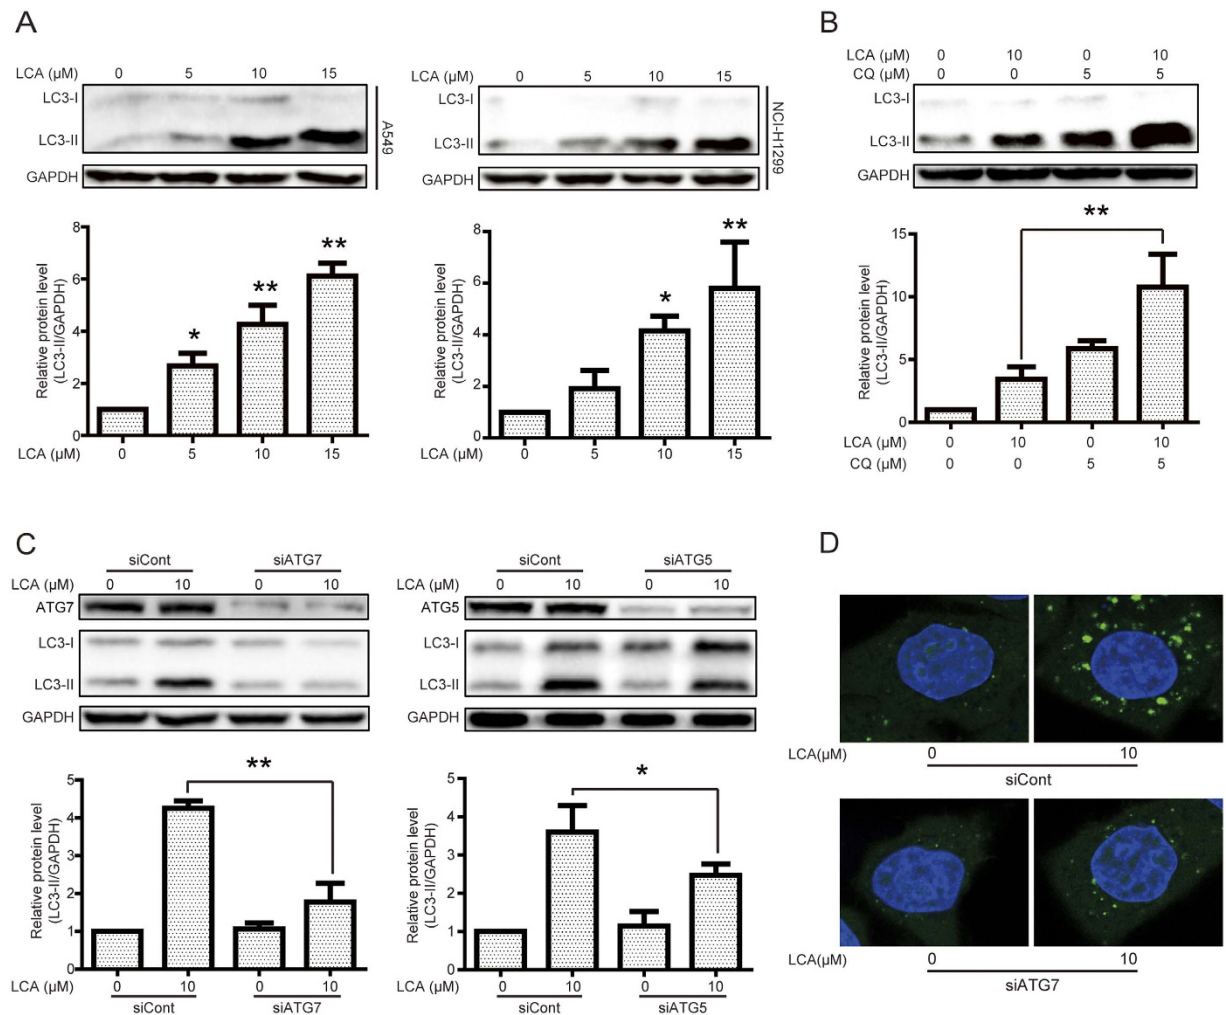 A
LCA (µM) 0 5 10 15
LC3-I
LC3-II
GAPDH
A549
LCA (µM) 0 5 10 15
LC3-I
LC3-II
GAPDH
NCI-H1299
Relative protein level
(LC3-II/GAPDH)
8
6
4
2
0
* ** **
LCA (µM) 0 5 10 15
Relative protein level
(LC3-II/GAPDH)
8
6
4
2
0
* **
LCA (µM) 0 5 10 15
B
LCA (µM) 0 10 0 10
CQ (µM) 0 0 5 5
LC3-I
LC3-II
GAPDH
**
Relative protein level
(LC3-II/GAPDH)
15
10
5
0
LCA (µM) 0 10 0 10
CQ (µM) 0 0 5 5
C
siCont siATG7
LCA (µM) 0 10 0 10
ATG7
LC3-I
LC3-II
GAPDH
**
Relative protein level
(LC3-II/GAPDH)
5
4
3
2
1
0
LCA (µM) 0 10 0 10
siCont siATG7
siCont siATG5
LCA (µM) 0 10 0 10
ATG5
LC3-I
LC3-II
GAPDH
*
Relative protein level
(LC3-II/GAPDH)
5
4
3
2
1
0
LCA (µM) 0 10 0 10
siCont siATG5
D
LCA(µM) 0 10
siCont
LCA(µM) 0 10
siATG7